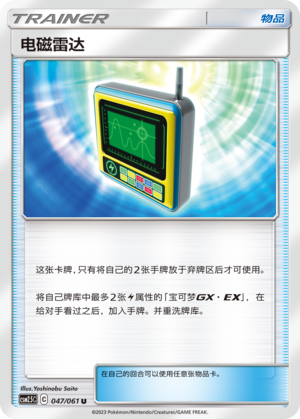 TRAINER 物品
电磁雷达
这张卡牌，只有将自己的2张手牌放于弃牌区后才可使用。
将自己牌库中最多2张⚡属性的「宝可梦GX・EX」，在
给对手看过之后，加入手牌。并重洗牌库。
Illus.Yoshinobu Saito
CSM2.5C C 047/061 U
在自己的回合可以使用任意张物品卡。
©2023 Pokémon/Nintendo/Creatures/GAME FREAK.